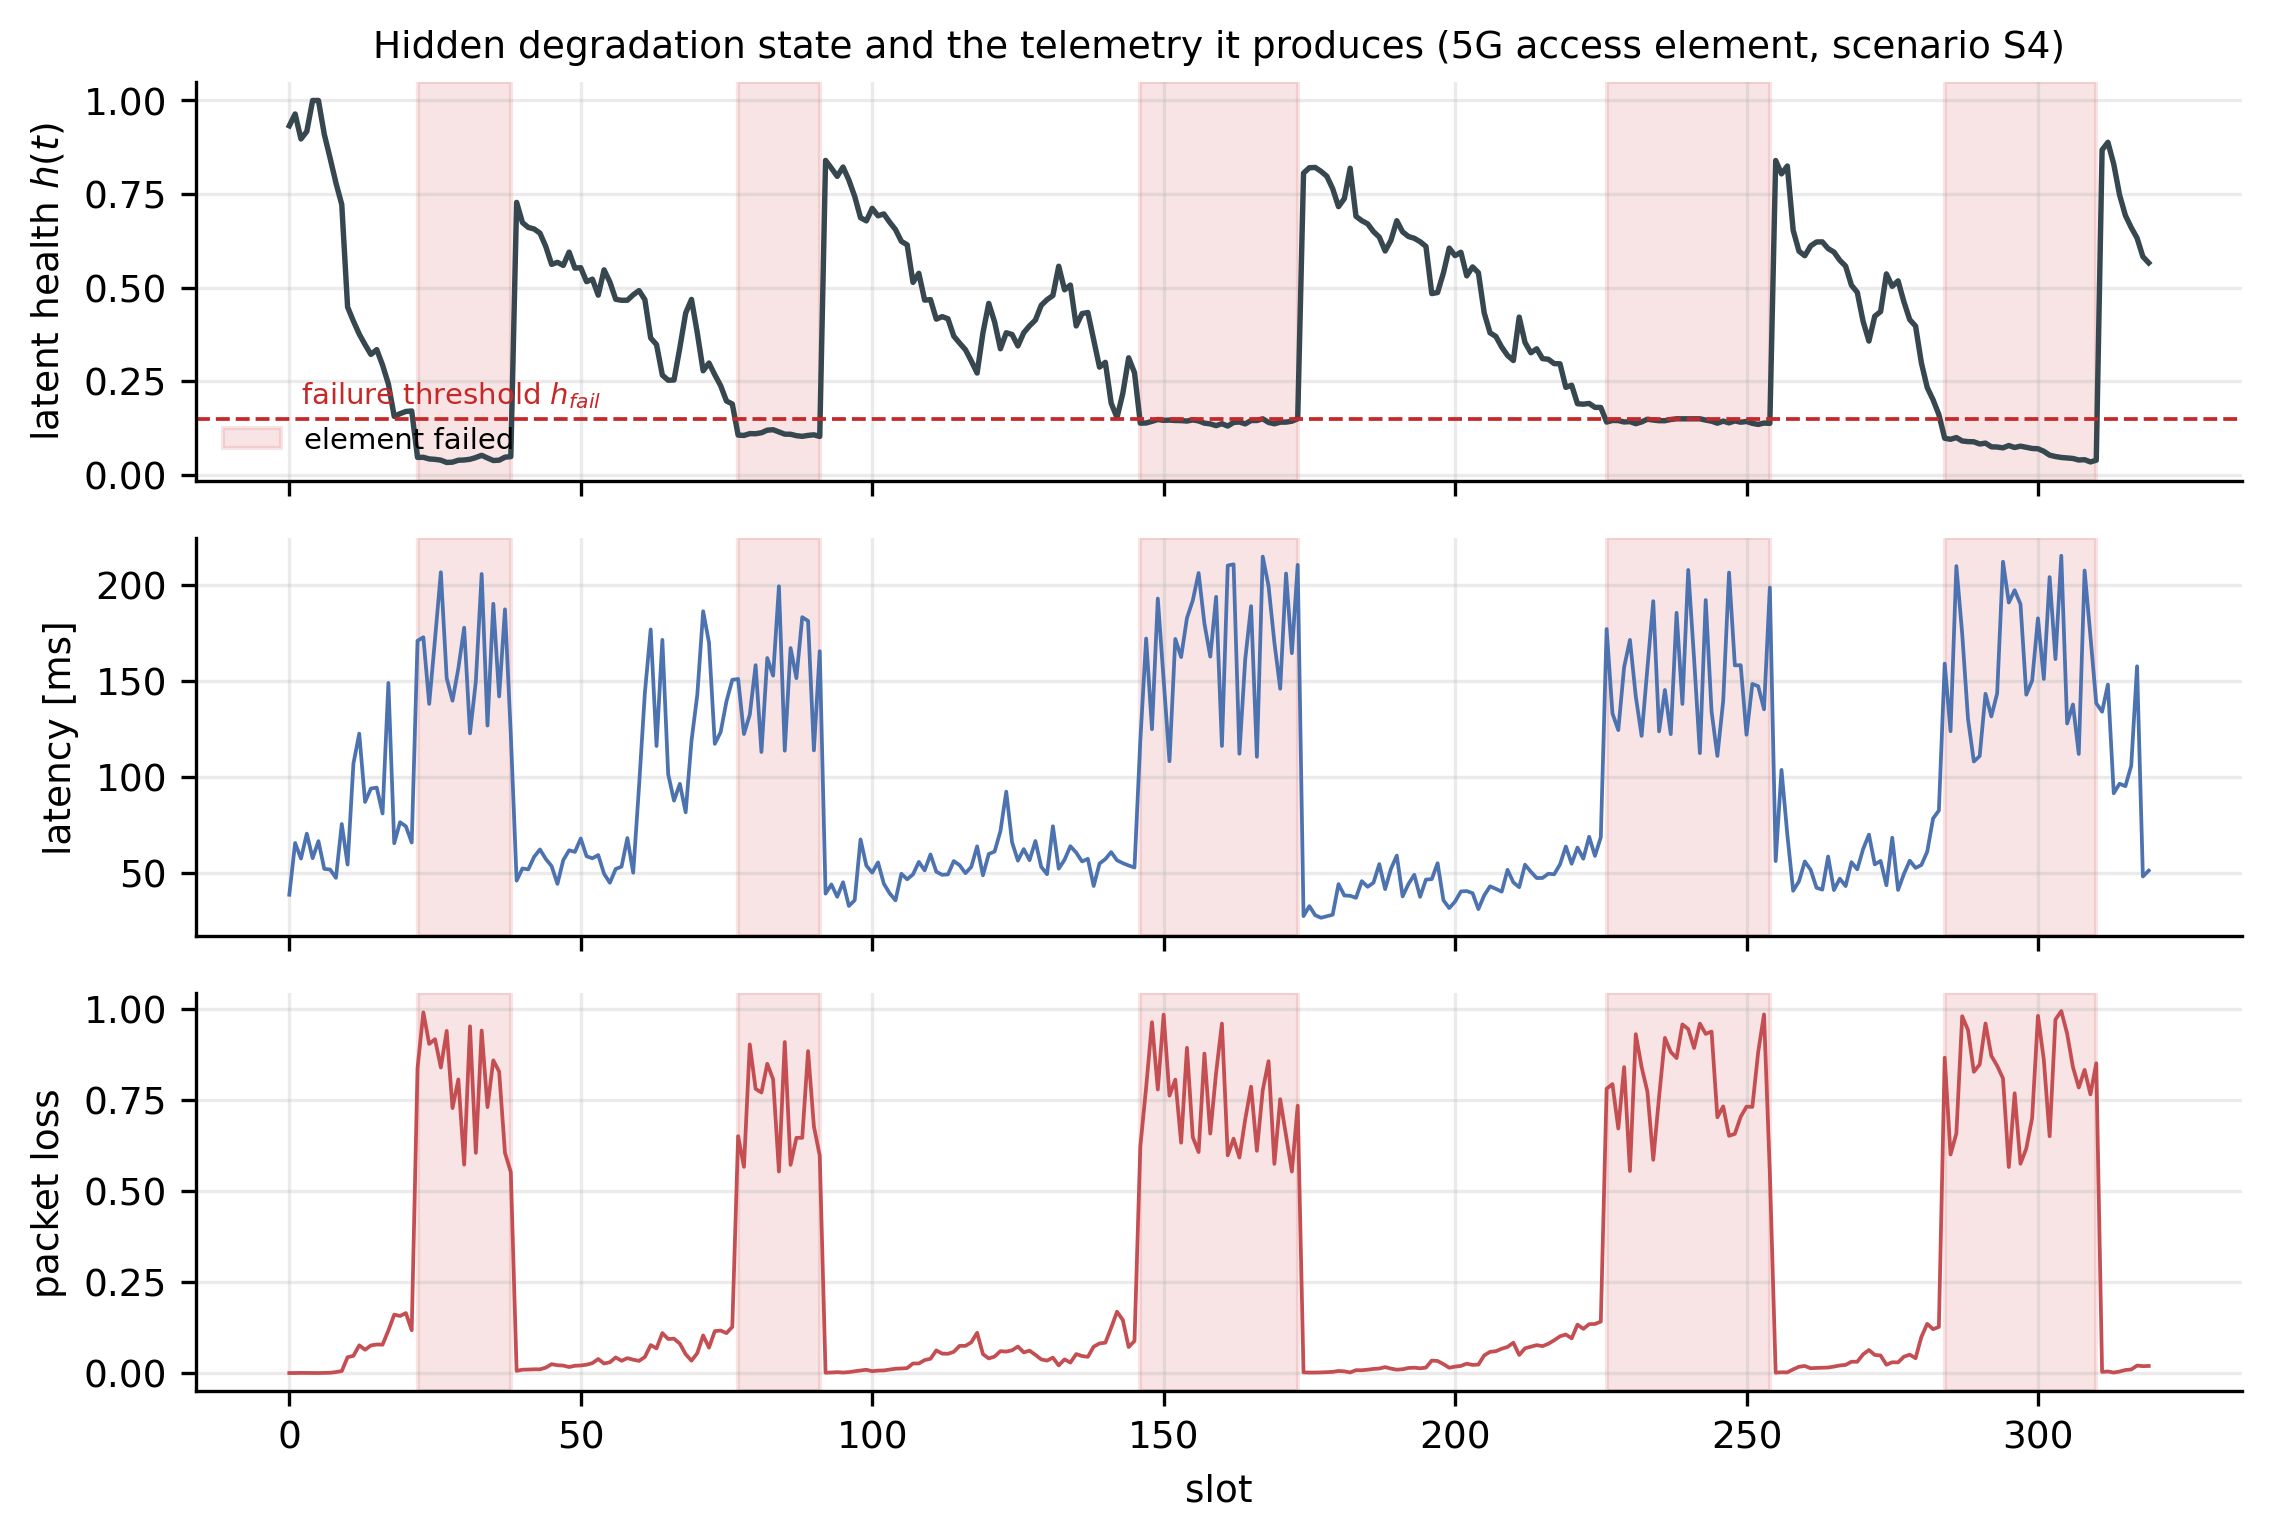 Hidden degradation state and the telemetry it produces (5G access element, scenario S4)
latent health h(t)
1.00
0.75
0.50
0.25
0.00
failure threshold h_fail
element failed
latency [ms]
200
150
100
50
packet loss
1.00
0.75
0.50
0.25
0.00
0 50 100 150 200 250 300
slot